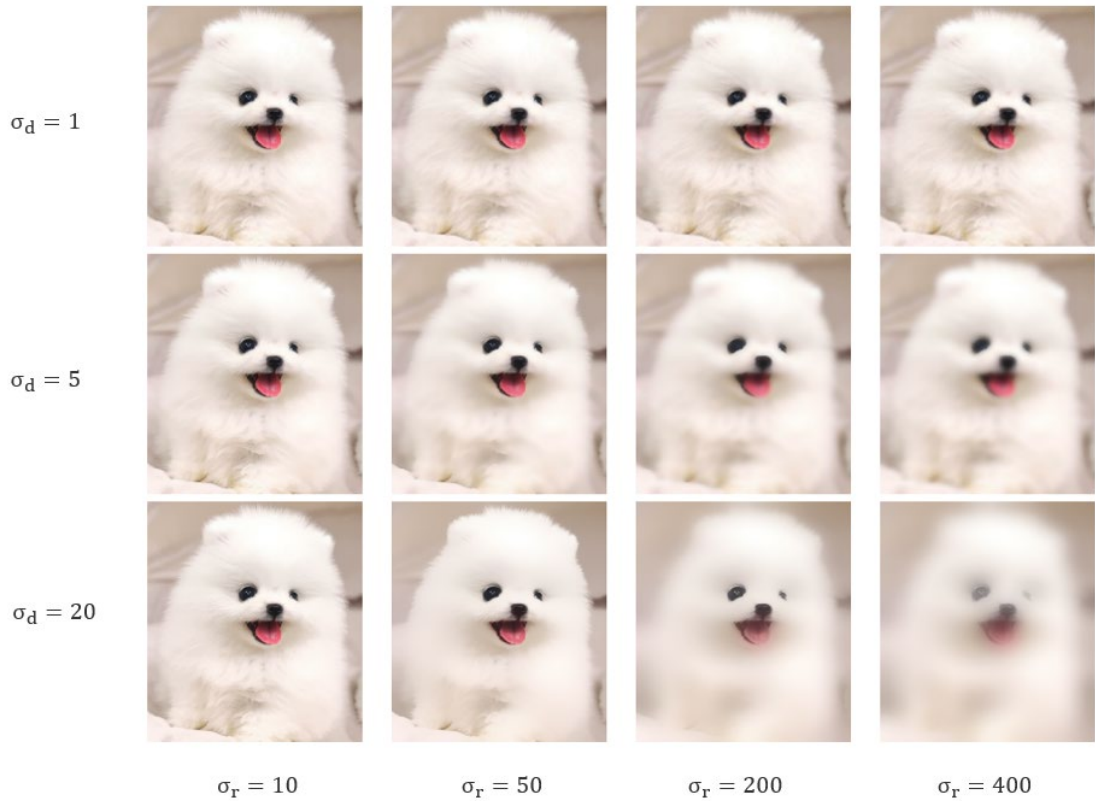 σd = 1
σd = 5
σd = 20
σr = 10
σr = 50
σr = 200
σr = 400